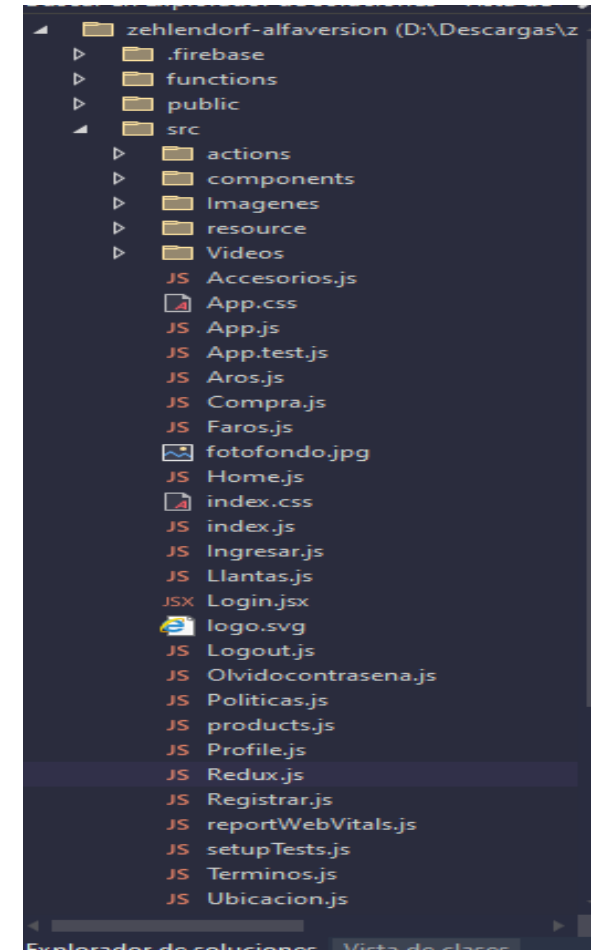 zehlendorf-alfaversion (D:\Descargas\z
.firebase
functions
public
src
actions
components
Imagenes
resource
Videos
JS Accesorios.js
App.css
JS App.js
JS App.test.js
JS Aros.js
JS Compra.js
JS Faros.js
fotofondo.jpg
JS Home.js
index.css
JS index.js
JS Ingresar.js
JS Llantas.js
JSX Login.jsx
logo.svg
JS Logout.js
JS Olvidocontrasena.js
JS Politicas.js
JS products.js
JS Profile.js
JS Redux.js
JS Registrar.js
JS reportWebVitals.js
JS setupTests.js
JS Terminos.js
JS Ubicacion.js
Explorador de soluciones Vista de clases